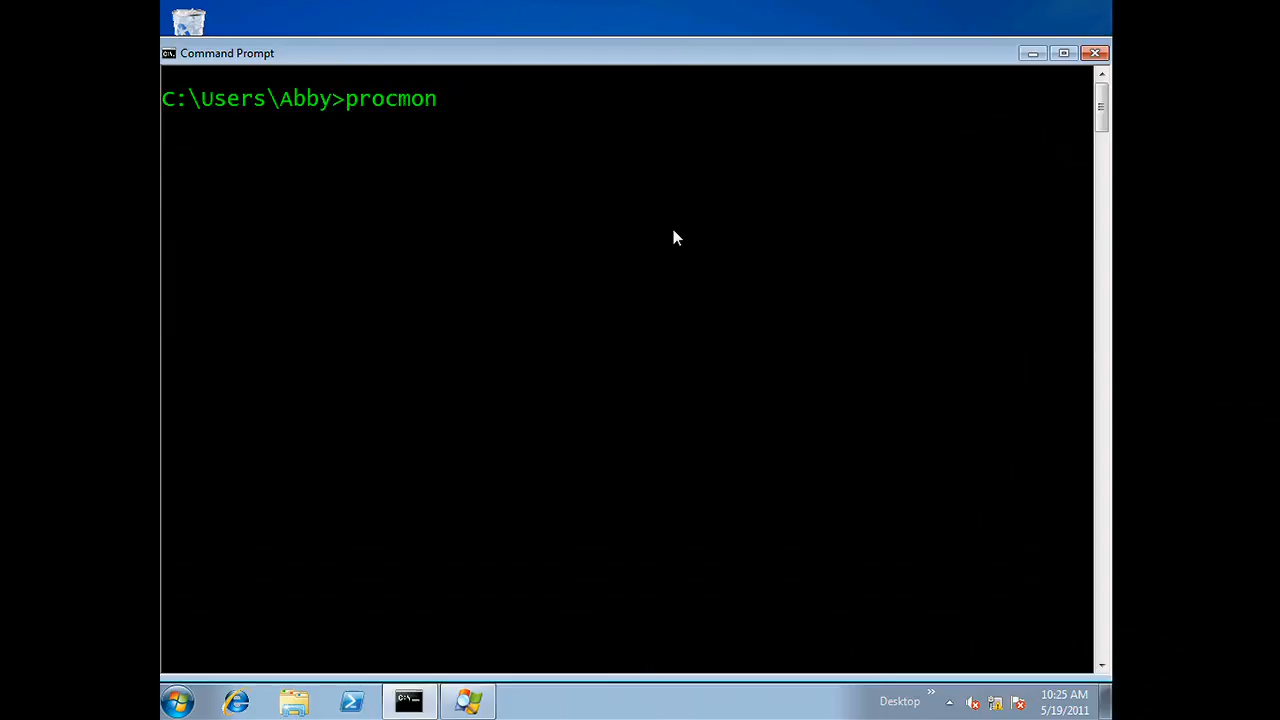 Command Prompt
C:\Users\Abby>procmon
Desktop
10:25 AM
5/19/2011